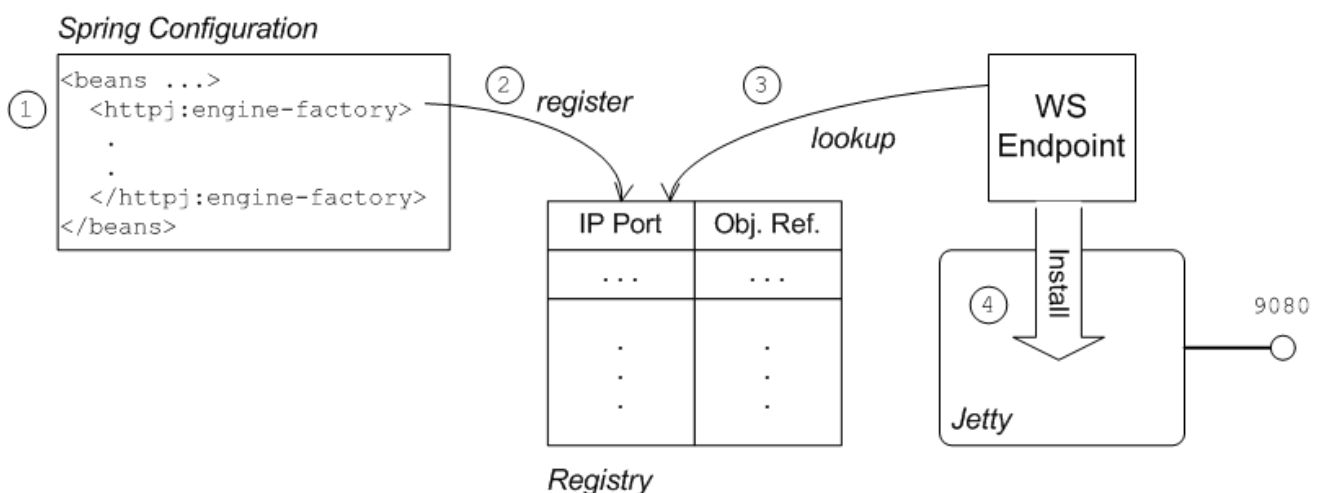 Spring Configuration
1
<beans ...>
<httpj:engine-factory>
.
.
</httpj:engine-factory>
</beans>
2
register
3
lookup
WS
Endpoint
IP Port
Obj. Ref.
. . .
. . .
.
.
.
.
.
.
Registry
Install
4
Jetty
9080